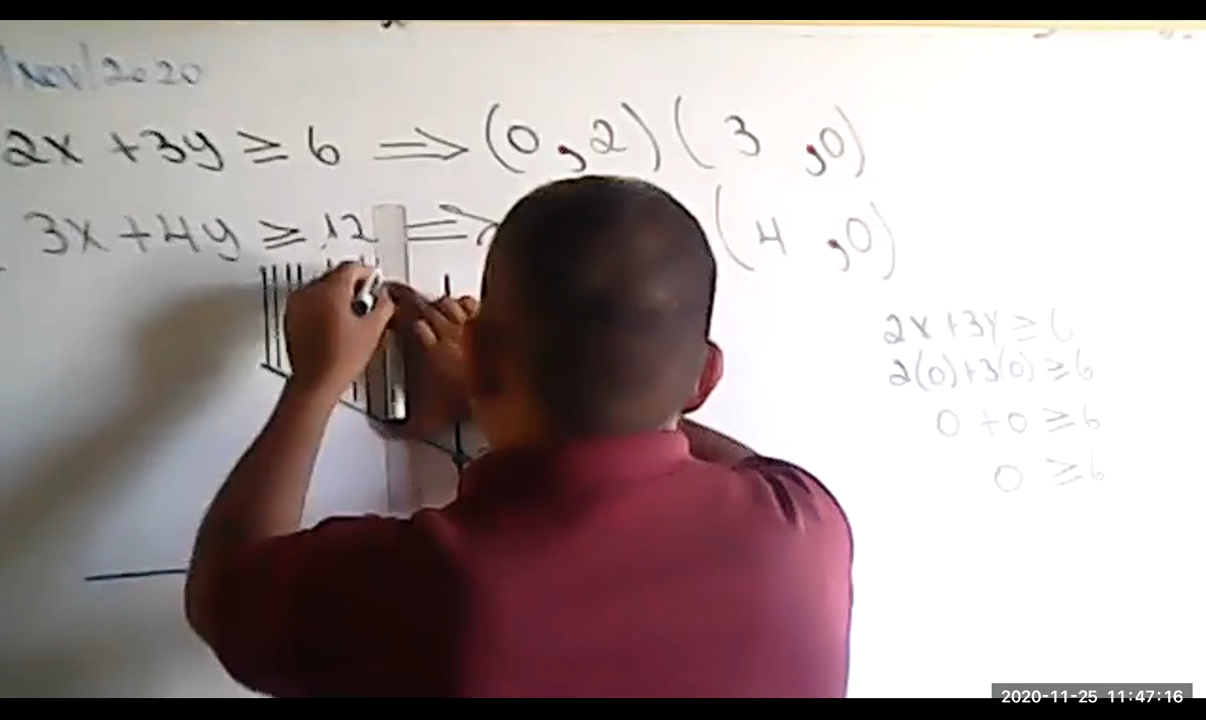 /Nov/2020
2x + 3y ≥ 6 ⇒ (0,2) (3,0)
3x + 4y ≥ 12 ⇒ (4,0)
2x + 3y ≥ 6
2(0) + 3(0) ≥ 6
0 + 0 ≥ 6
0 ≥ 6
2020-11-25 11:47:16